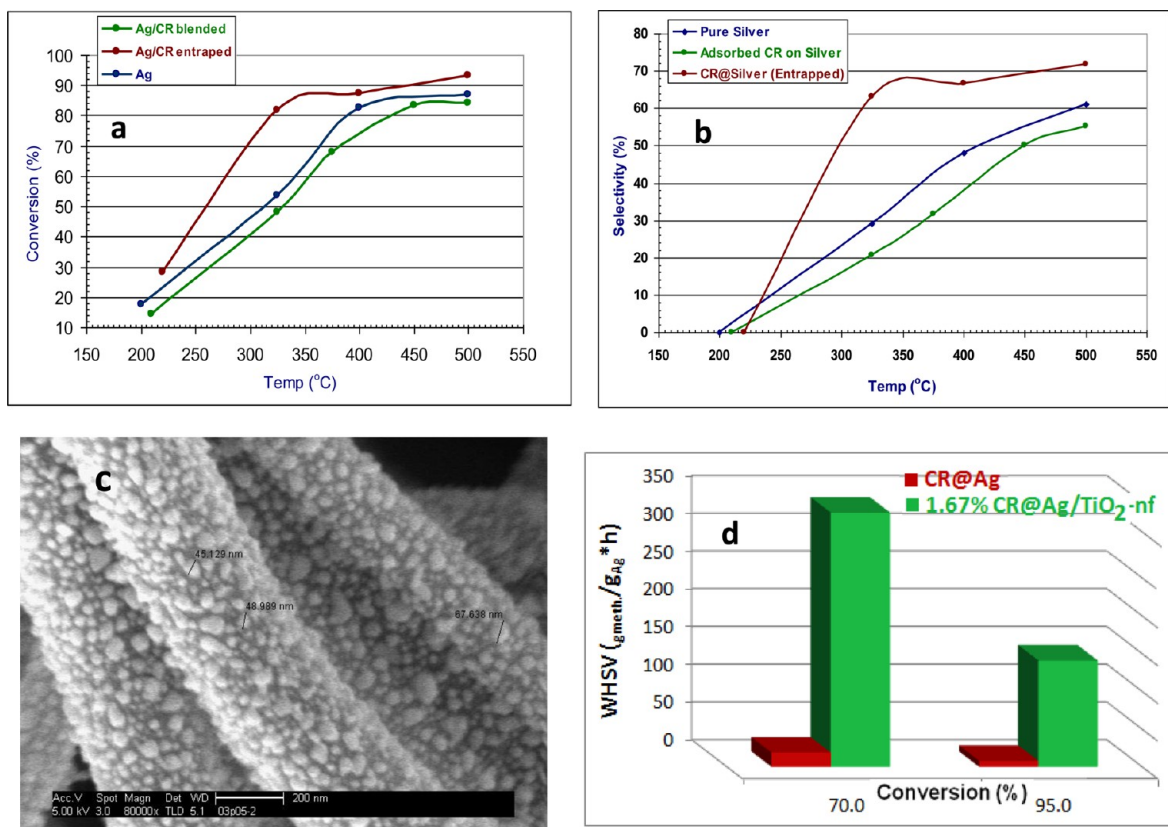 Ag/CR blended
Ag/CR entraped
Ag
a
100
90
80
70
60
50
40
30
20
10
Conversion (%)
150 200 250 300 350 400 450 500 550
Temp (°C)
Pure Silver
Adsorbed CR on Silver
CR@Silver (Entrapped)
b
80
70
60
50
40
30
20
10
0
Selectivity (%)
150 200 250 300 350 400 450 500 550
Temp (°C)
c
45.129 nm
48.989 nm
67.638 nm
Acc.V Spot Magn Det WD 200 nm
5.00 kV 3.0 80000x TLD 5.1 03p05-2
CR@Ag
1.67% CR@Ag/TiO2-nf
d
350
300
250
200
150
100
50
0
WHSV (gmeth./gAg*h)
70.0 95.0
Conversion (%)